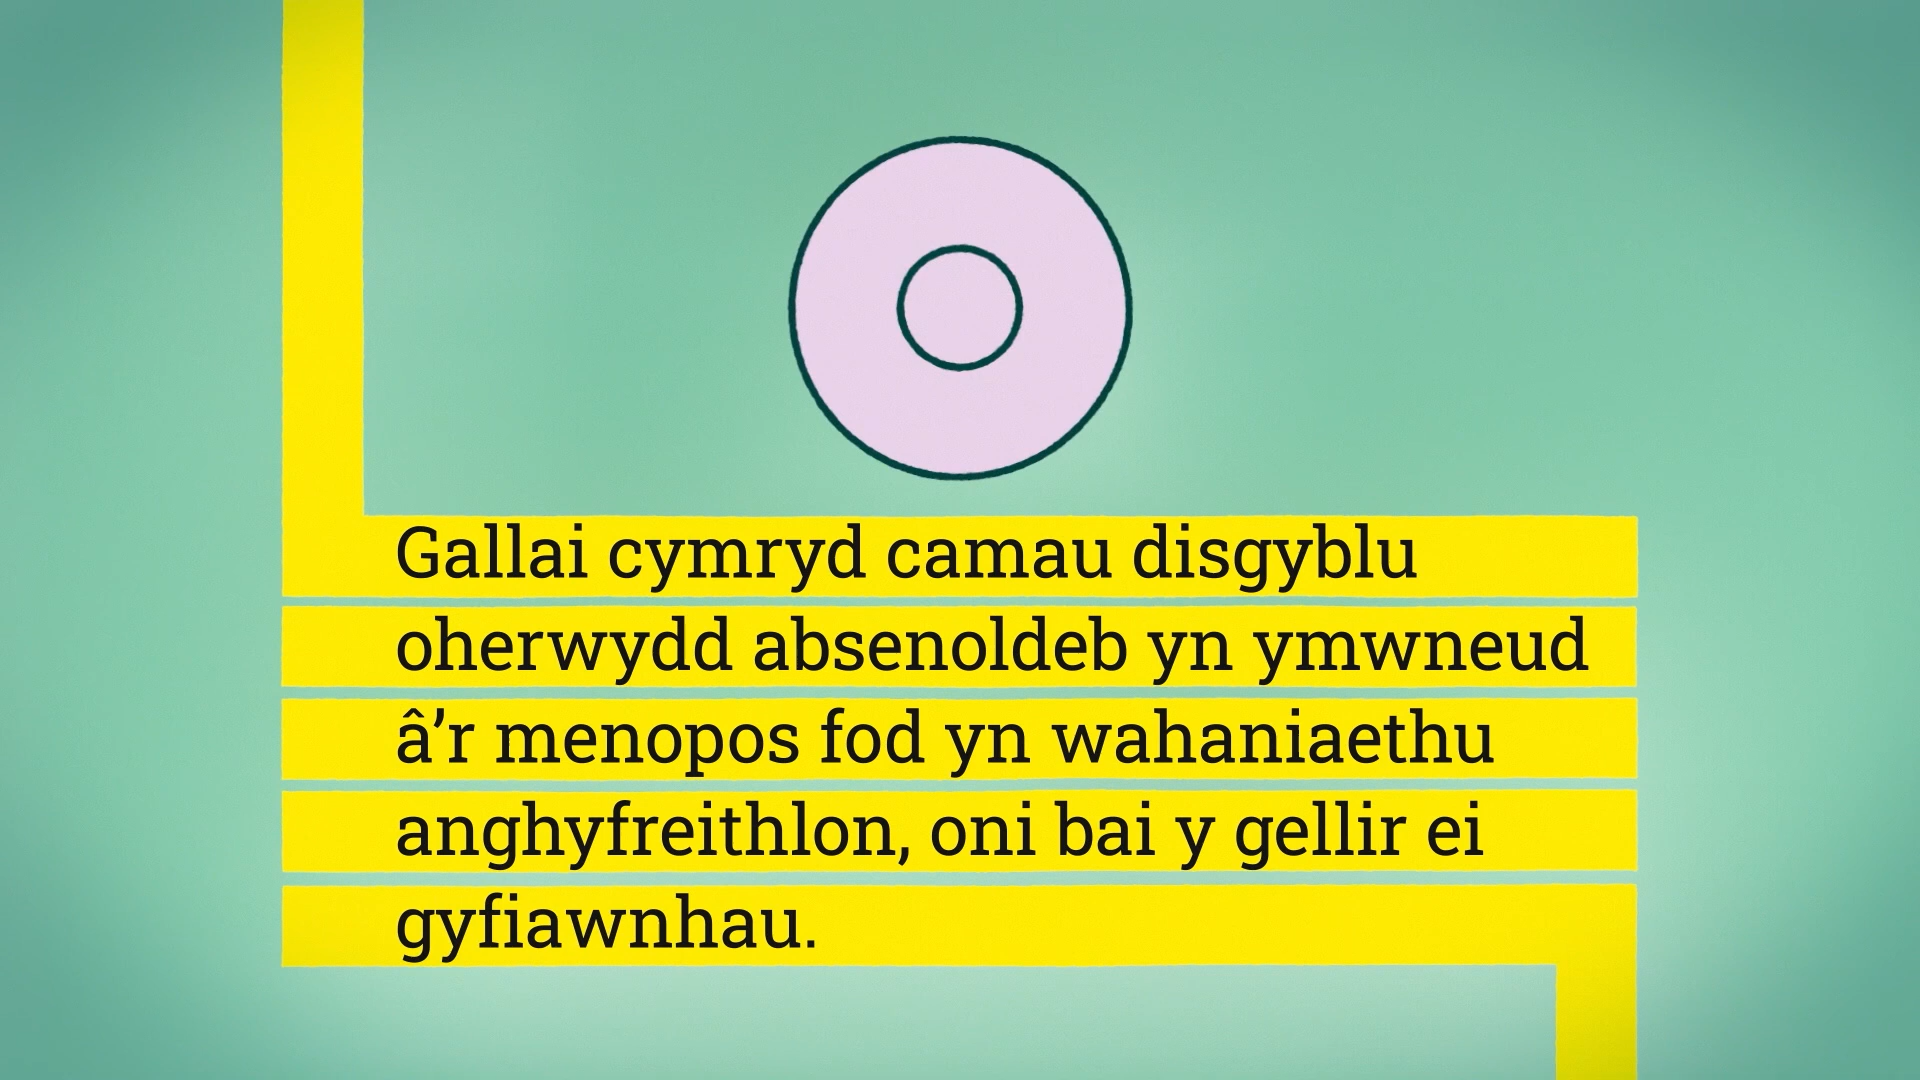 Gallai cymryd camau disgyblu
oherwydd absenoldeb yn ymwneud
â’r menopos fod yn wahaniaethu
anghyfreithlon, oni bai y gellir ei
gyfiawnhau.